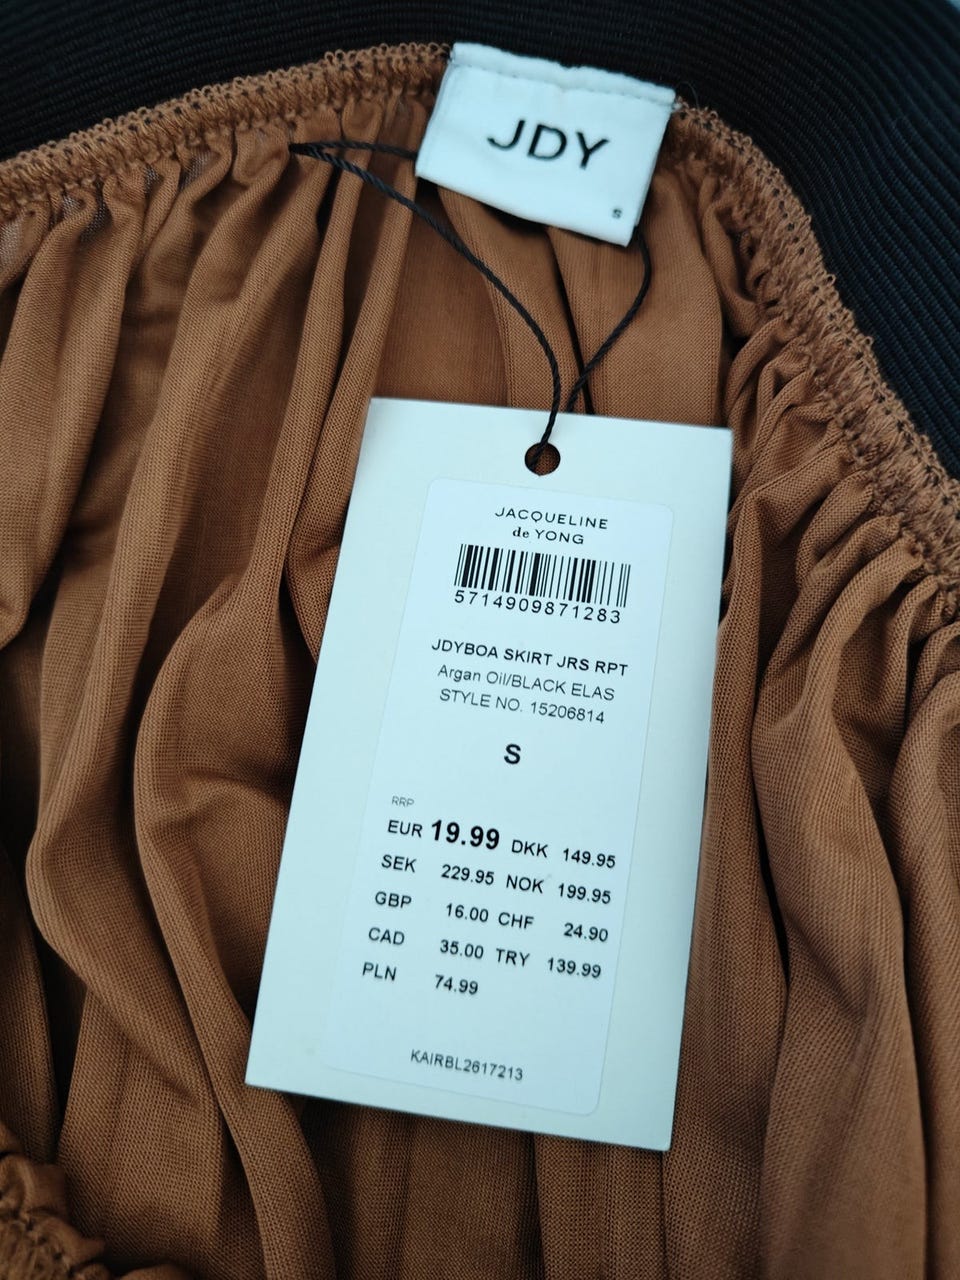 JDY
S
JACQUELINE
de YONG
5714909871283
JDYBOA SKIRT JRS RPT
Argan Oil/BLACK ELAS
STYLE NO. 15206814
S
RRP
EUR 19.99 DKK 149.95
SEK 229.95 NOK 199.95
GBP 16.00 CHF 24.90
CAD 35.00 TRY 139.99
PLN 74.99
KAIRBL2617213